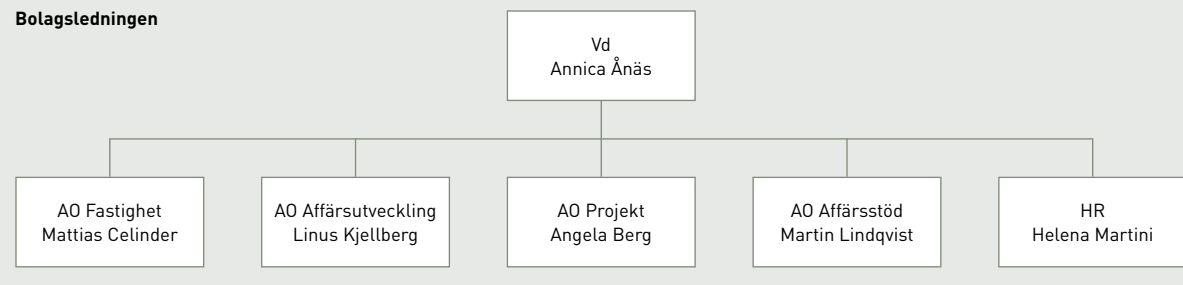 Bolagsledningen
Vd
Annica Ånäs
AO Fastighet
Mattias Celinder
AO Affärsutveckling
Linus Kjellberg
AO Projekt
Angela Berg
AO Affärsstöd
Martin Lindqvist
HR
Helena Martini